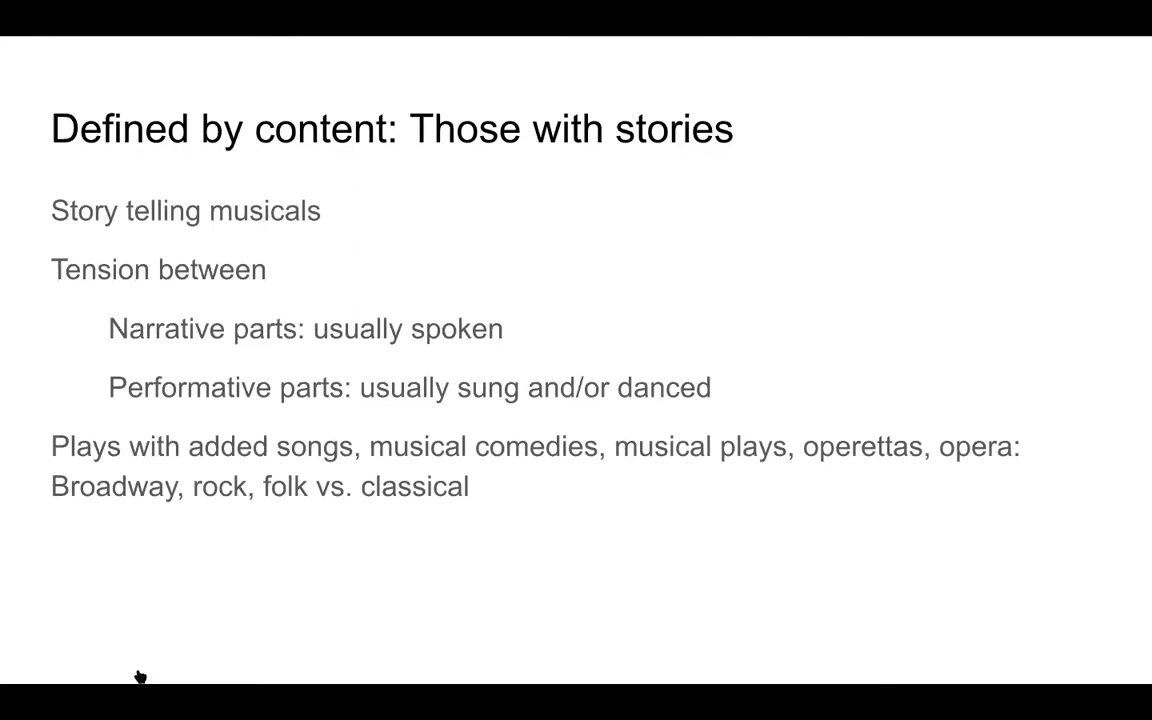 Defined by content: Those with stories
Story telling musicals
Tension between
Narrative parts: usually spoken
Performative parts: usually sung and/or danced
Plays with added songs, musical comedies, musical plays, operettas, opera:
Broadway, rock, folk vs. classical